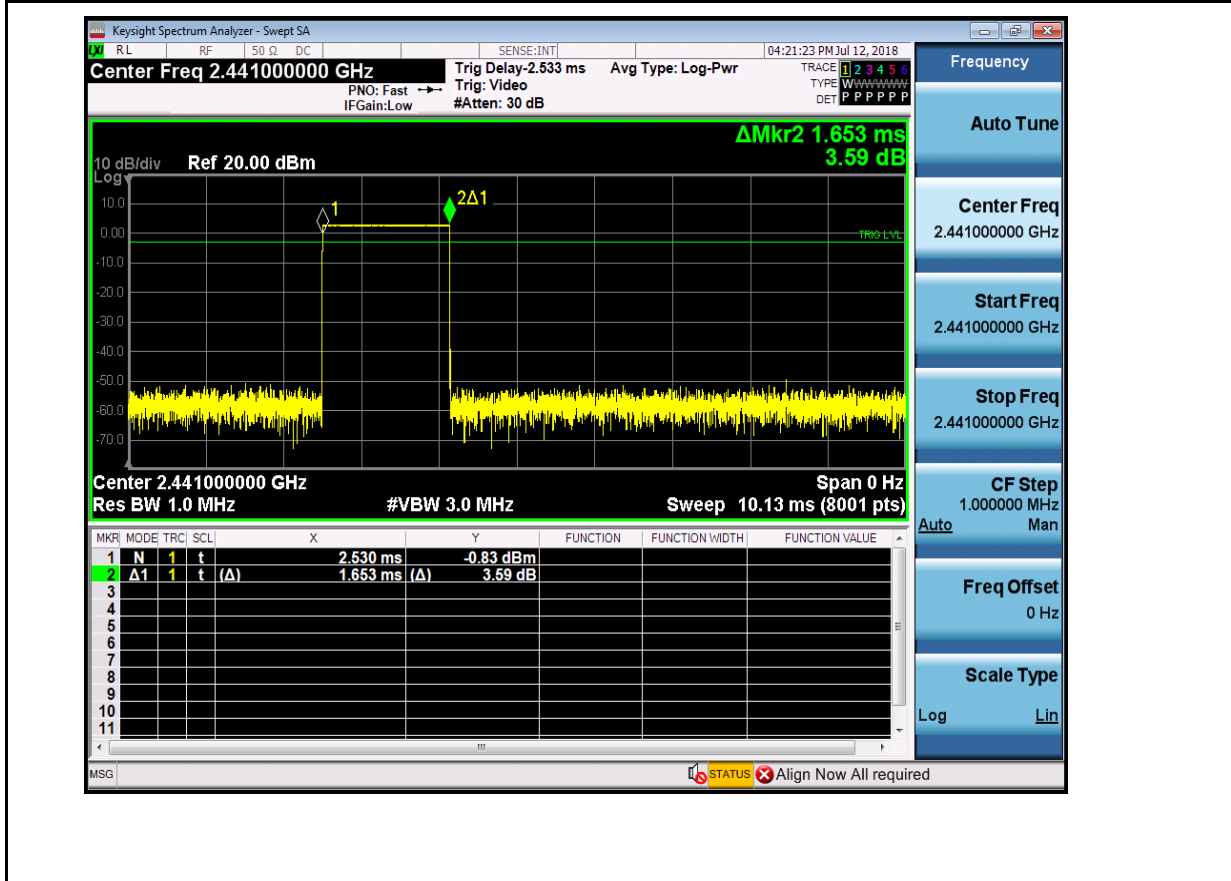 Keysight Spectrum Analyzer - Swept SA
LXI RL RF 50 Ω DC SENSE:INT 04:21:23 PM Jul 12, 2018
Center Freq 2.441000000 GHz
PNO: Fast
IFGain:Low
Trig Delay-2.533 ms
Trig: Video
#Atten: 30 dB
Avg Type: Log-Pwr
TRACE 1 2 3 4 5 6
TYPE WWWWWW
DET P P P P P P
ΔMkr2 1.653 ms
3.59 dB
10 dB/div Ref 20.00 dBm
Log
10.0
0.00
-10.0
-20.0
-30.0
-40.0
-50.0
-60.0
-70.0
1
2Δ1
TRIG LVL
Center 2.441000000 GHz Span 0 Hz
Res BW 1.0 MHz #VBW 3.0 MHz Sweep 10.13 ms (8001 pts)
MKR MODE TRC SCL X Y FUNCTION FUNCTION WIDTH FUNCTION VALUE
1 N 1 t 2.530 ms -0.83 dBm
2 Δ1 1 t (Δ) 1.653 ms (Δ) 3.59 dB
3
4
5
6
7
8
9
10
11
MSG STATUS Align Now All required
Frequency
Auto Tune
Center Freq
2.441000000 GHz
Start Freq
2.441000000 GHz
Stop Freq
2.441000000 GHz
CF Step
1.000000 MHz
Auto Man
Freq Offset
0 Hz
Scale Type
Log Lin